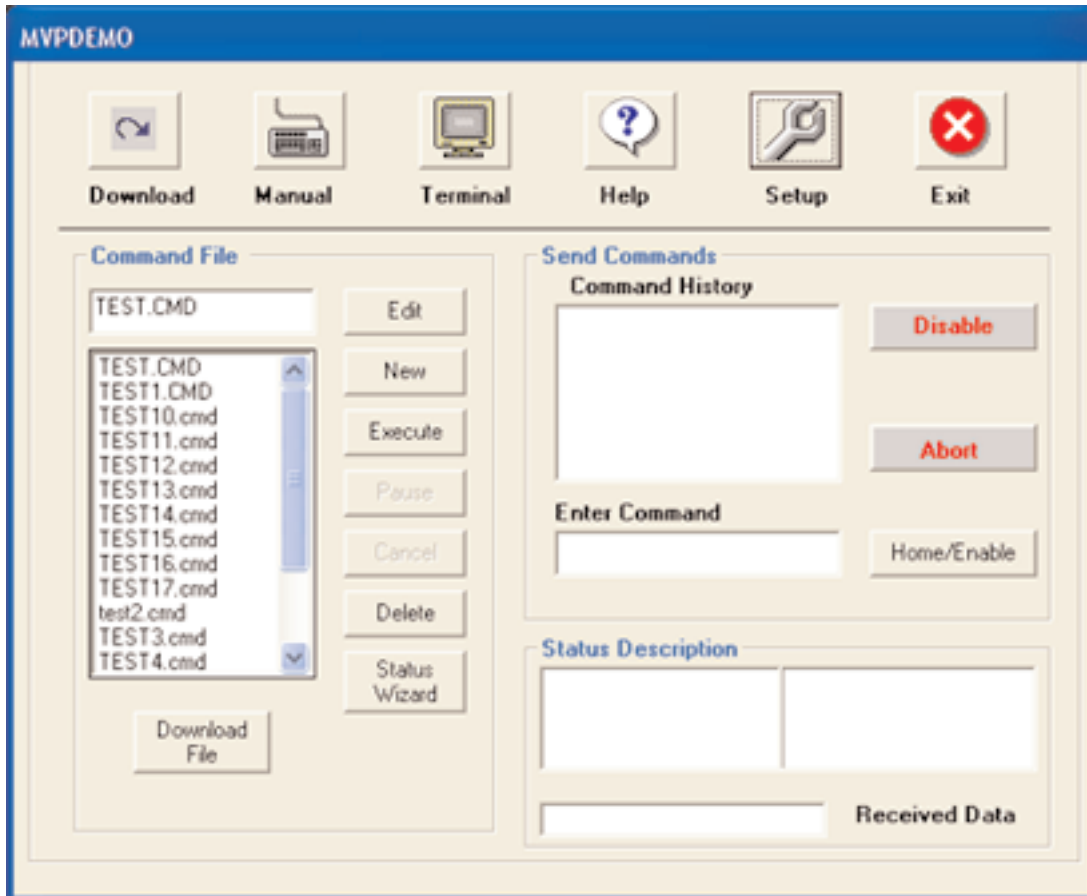 MVPDEMO
Download Manual Terminal Help Setup Exit
Command File
TEST.CMD
TEST.CMD
TEST1.CMD
TEST10.cmd
TEST11.cmd
TEST12.cmd
TEST13.cmd
TEST14.cmd
TEST15.cmd
TEST16.cmd
TEST17.cmd
test2.cmd
TEST3.cmd
TEST4.cmd
Edit
New
Execute
Pause
Cancel
Delete
Status
Wizard
Download
File
Send Commands
Command History
Disable
Abort
Enter Command
Home/Enable
Status Description
Received Data